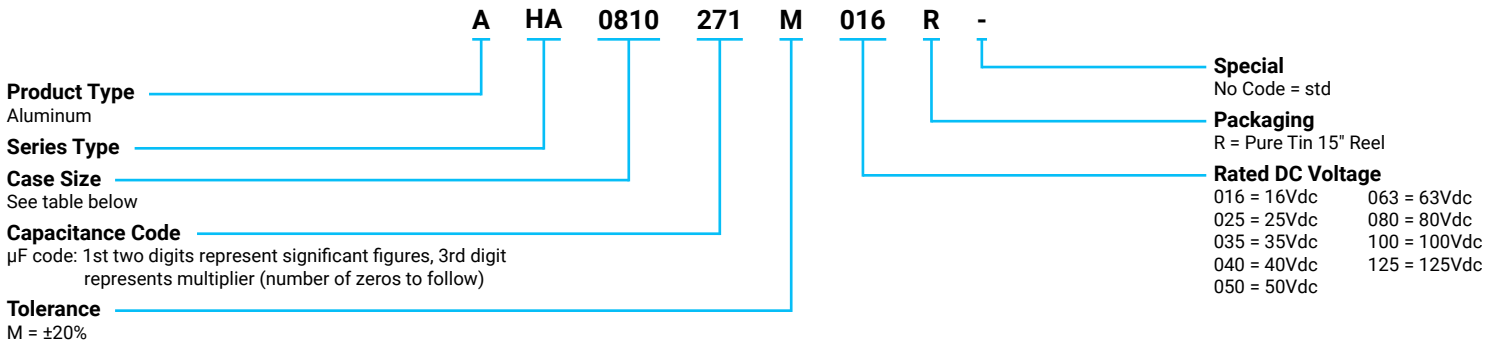 A HA 0810 271 M 016 R -
Product Type
Aluminum
Series Type
Case Size
See table below
Capacitance Code
µF code: 1st two digits represent significant figures, 3rd digit
represents multiplier (number of zeros to follow)
Tolerance
M = ±20%
Special
No Code = std
Packaging
R = Pure Tin 15" Reel
Rated DC Voltage
016 = 16Vdc 063 = 63Vdc
025 = 25Vdc 080 = 80Vdc
035 = 35Vdc 100 = 100Vdc
040 = 40Vdc 125 = 125Vdc
050 = 50Vdc